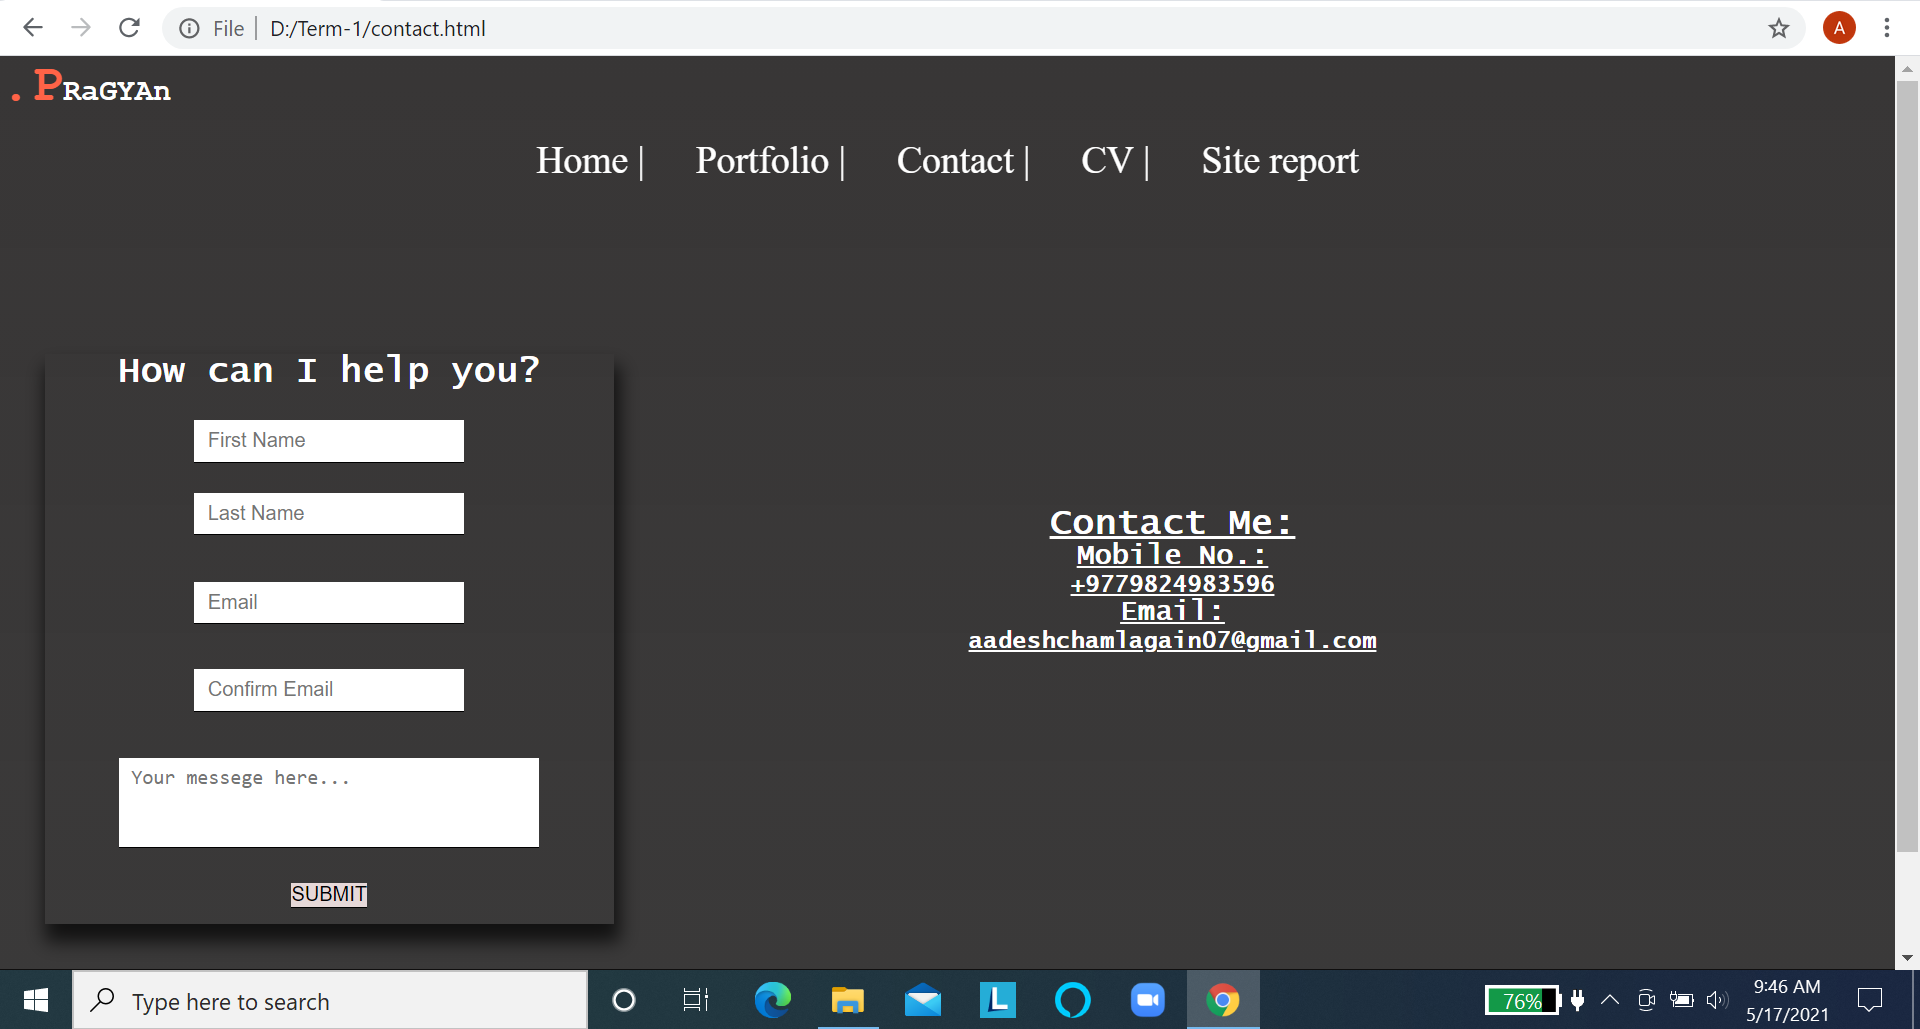 File | D:/Term-1/contact.html
A
.PRaGYAn
Home | Portfolio | Contact | CV | Site report
How can I help you?
First Name
Last Name
Email
Confirm Email
Your messege here...
SUBMIT
Contact Me:
Mobile No.:
+9779824983596
Email:
aadeshchamlagain07@gmail.com
Type here to search
L
76%
9:46 AM
5/17/2021